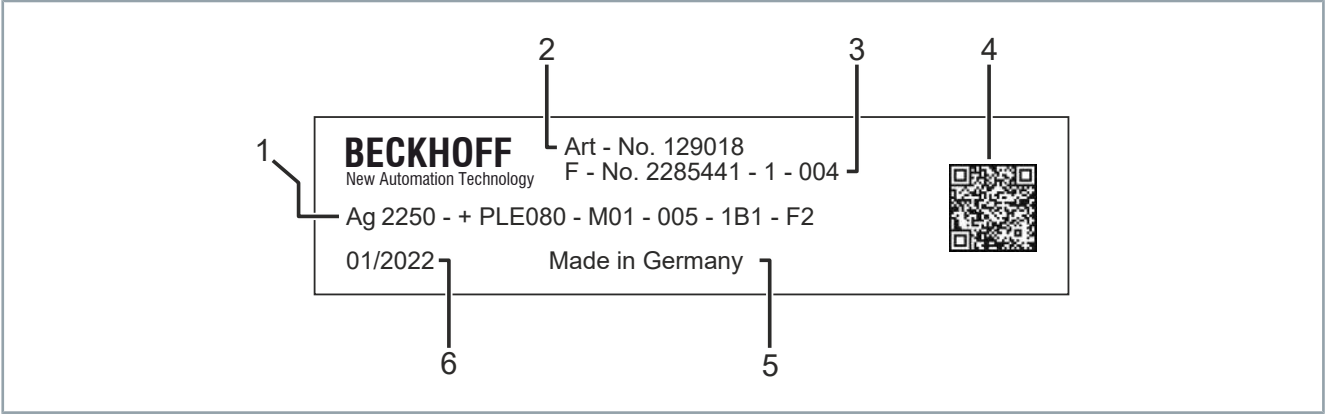 2
3
4
1
BECKHOFF
New Automation Technology
Art - No. 129018
F - No. 2285441 - 1 - 004
Ag 2250 - + PLE080 - M01 - 005 - 1B1 - F2
01/2022
Made in Germany
6
5